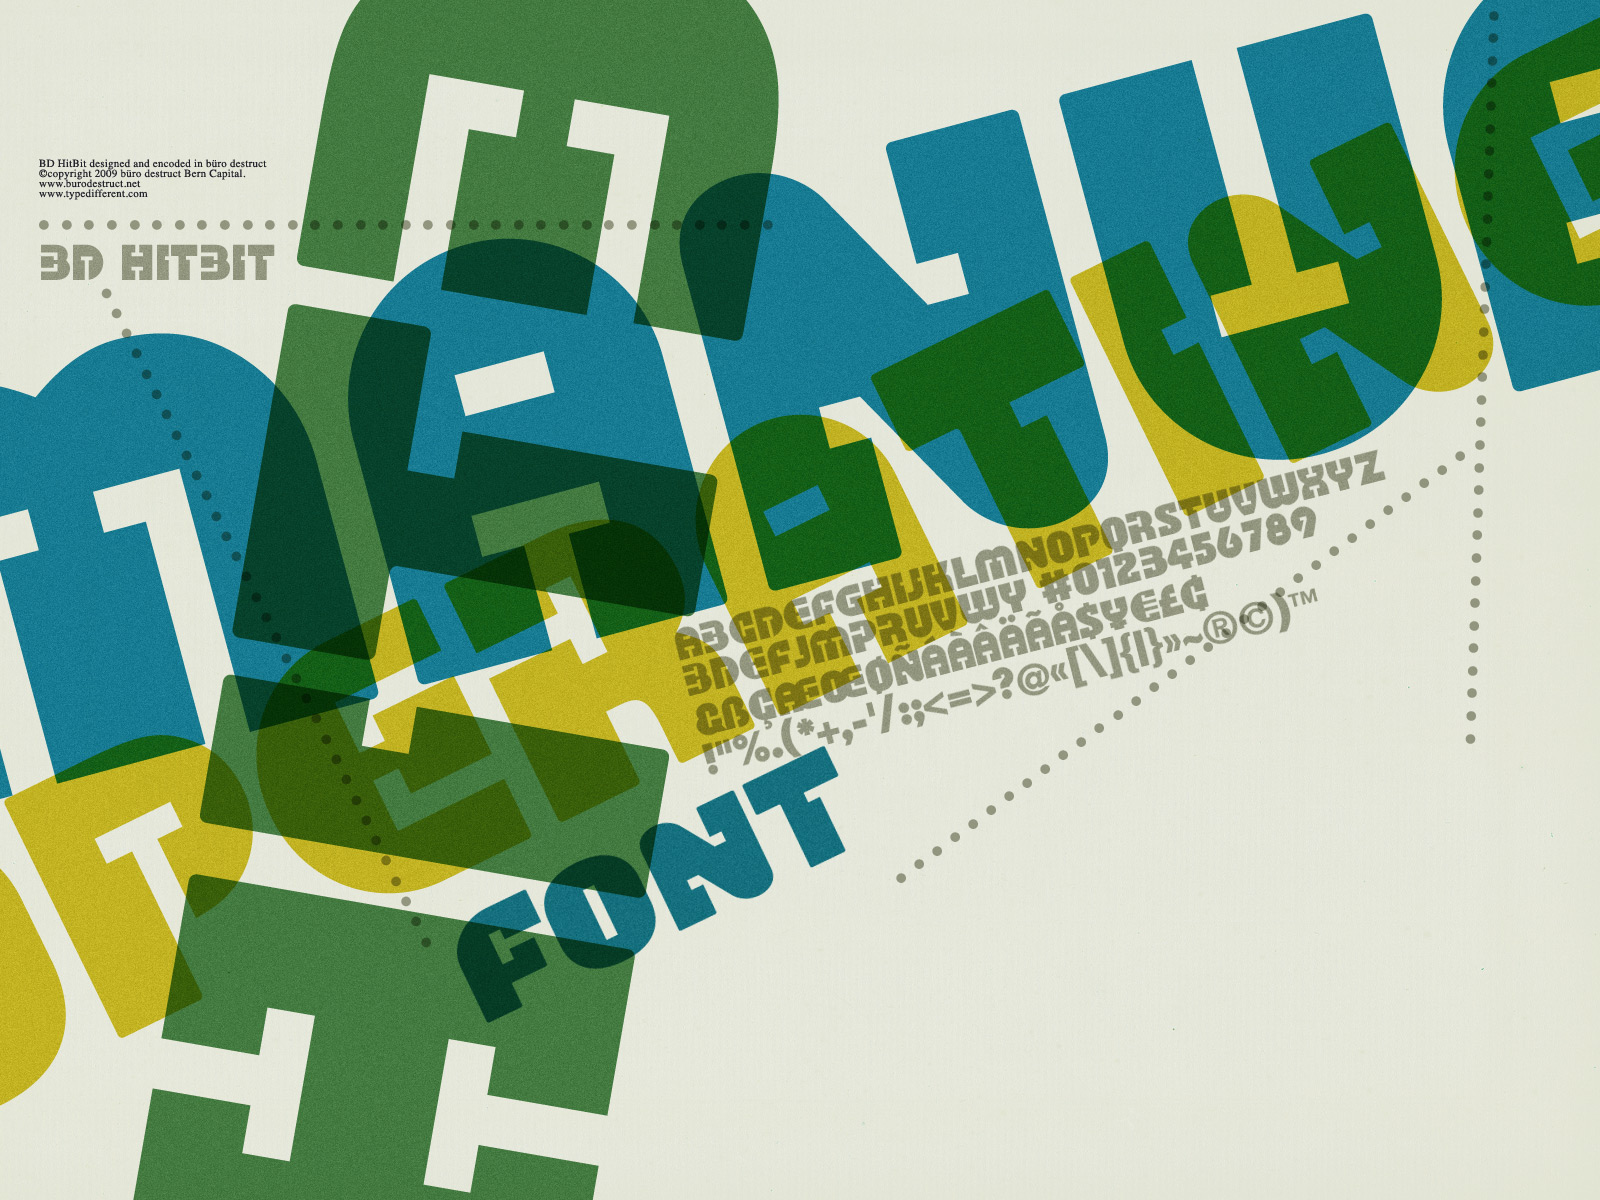 BD HitBit designed and encoded in büro destruct
©copyright 2009 büro destruct Bern Capital.
www.burodestruct.net
www.typedifferent.com
BD HITBIT
ABCDEFGHIJKLMNOPQRSTUVWXYZ
BDEFJMPRUVWY #0123456789
&ßÇÆŒØÑÁÀÂÄÃÅ$¥€£¢
!"%.(*+,-'/:;<=>?@«[\]{|}»~®©)™
FONT